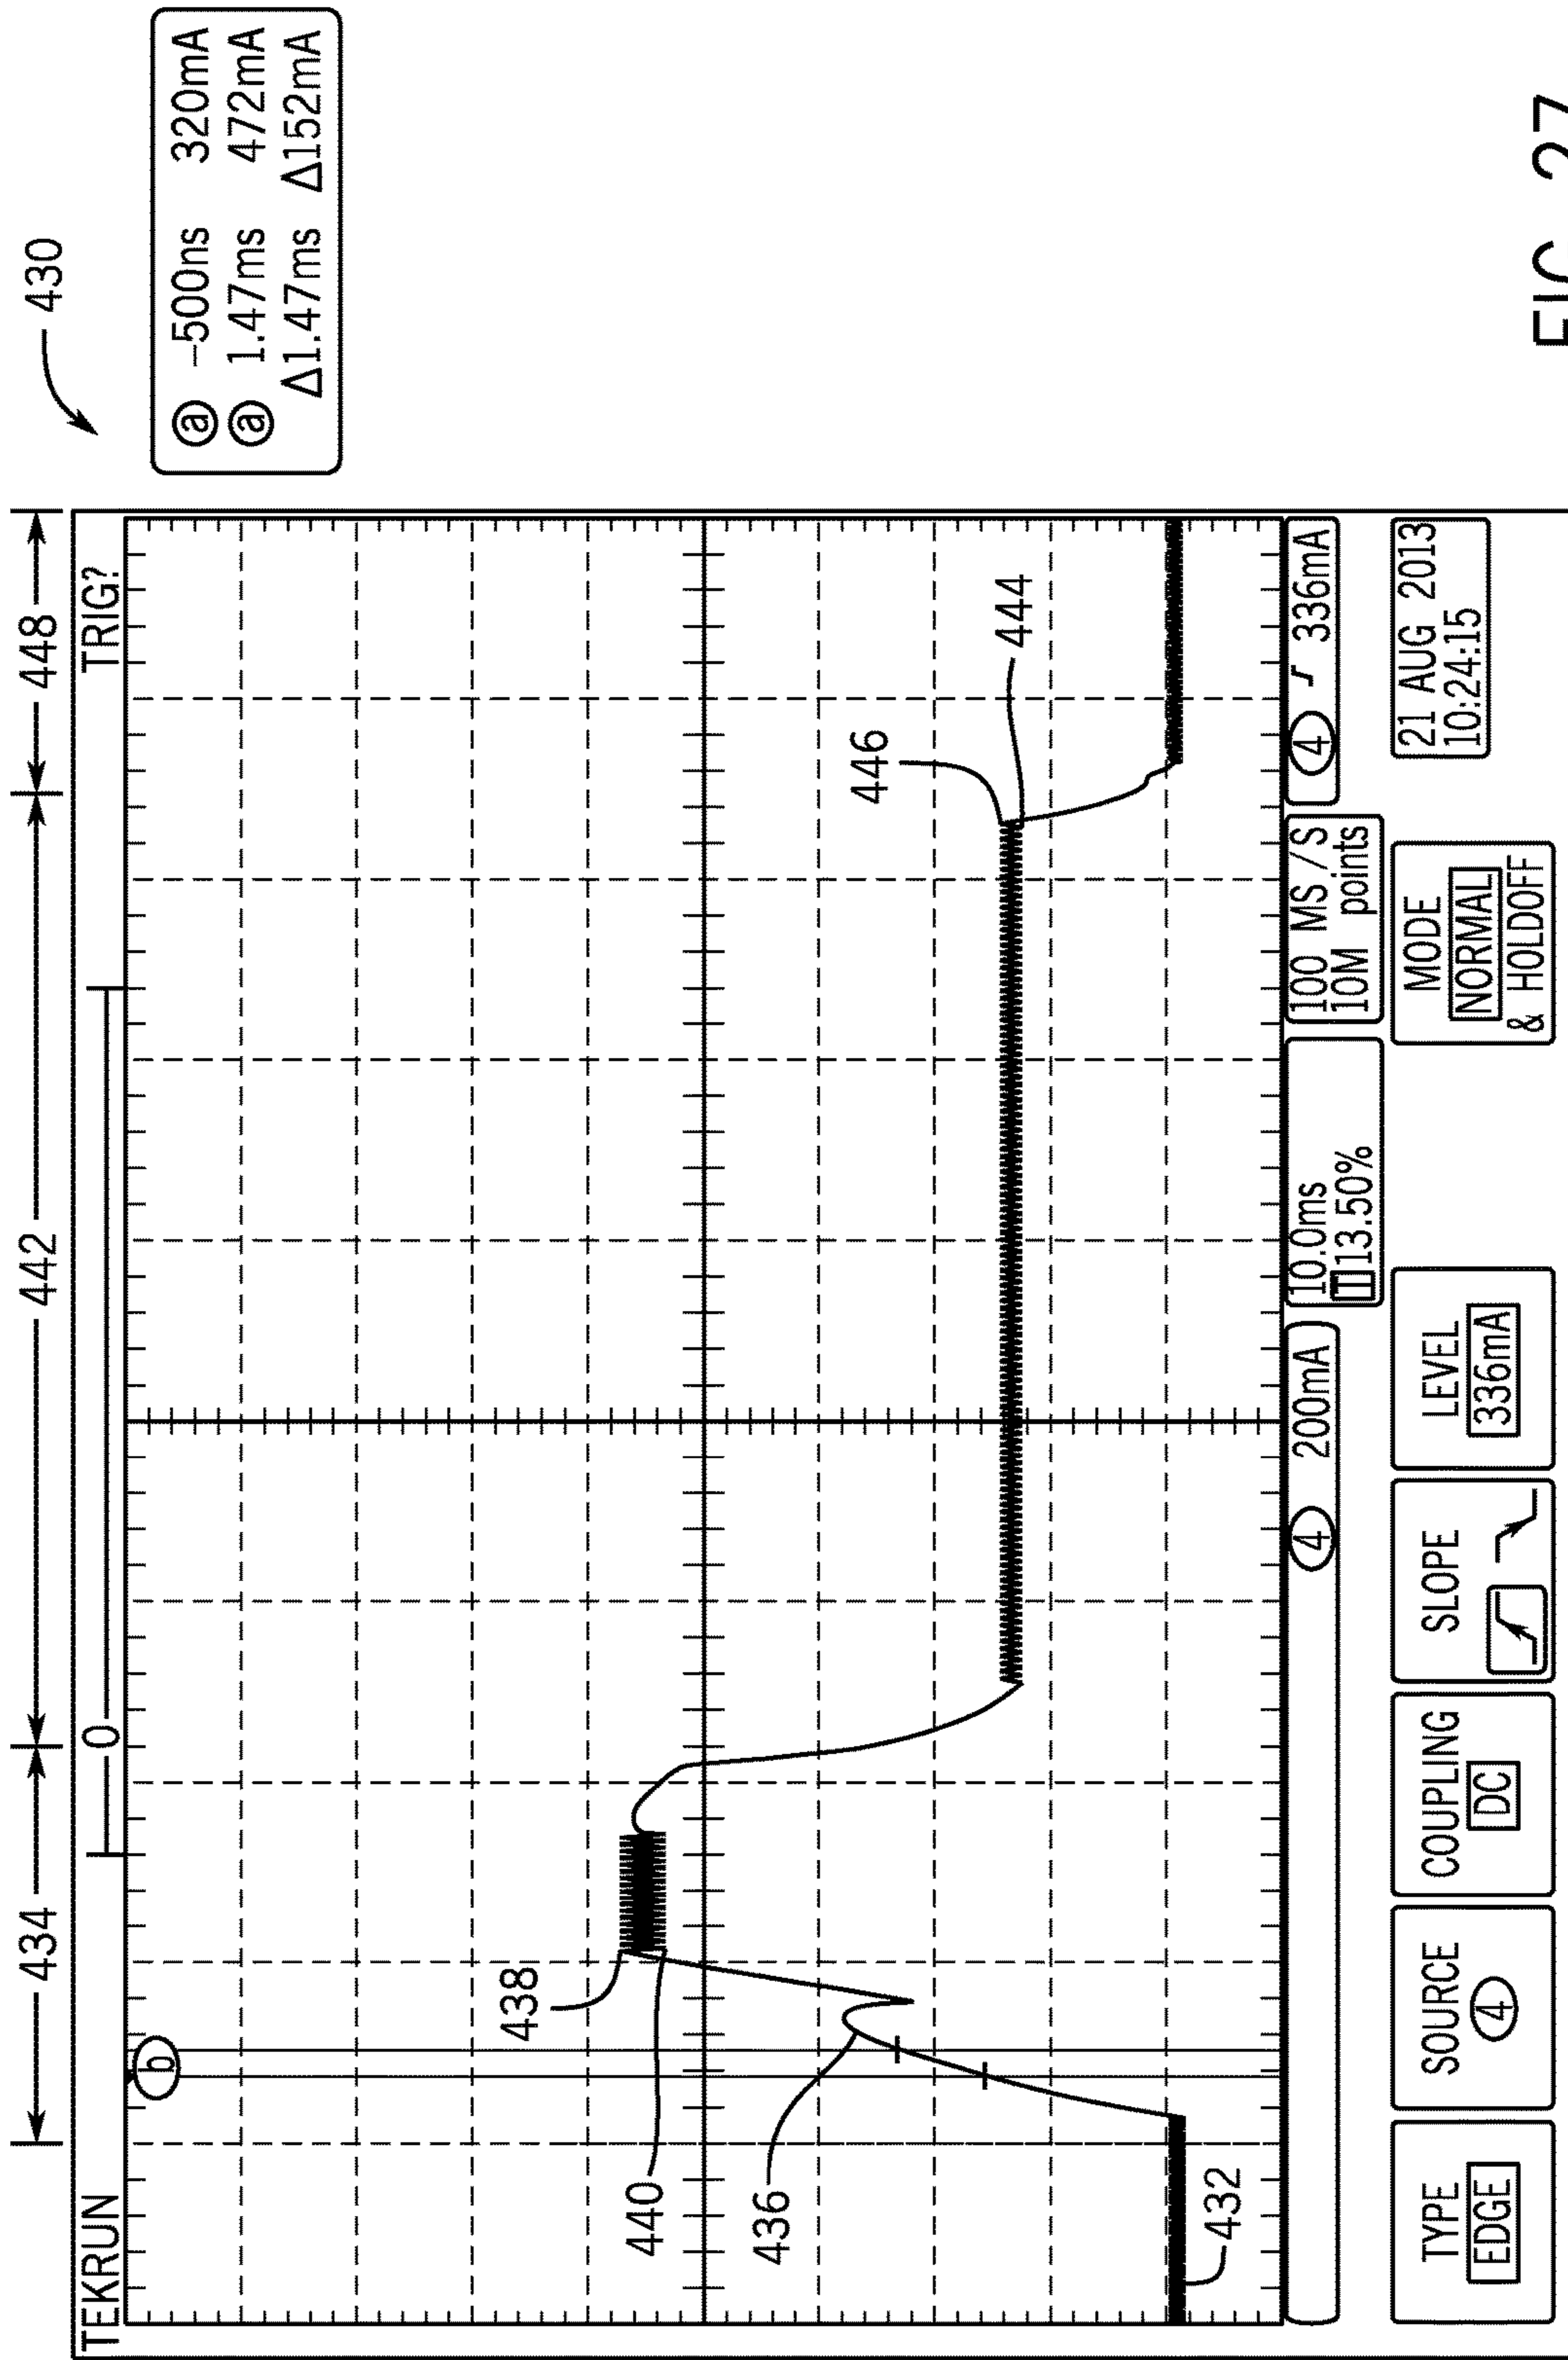 430
434
442
448
TEKRUN
0
TRIG?
b
ⓐ -500ns 320mA
ⓐ 1.47ms 472mA
Δ1.47ms Δ152mA
438
440
436
432
446
444
④ 200mA
10.0ms
T 13.50%
100 MS/S
10M points
④ 336mA
TYPE
EDGE
SOURCE
④
COUPLING
DC
SLOPE
LEVEL
336mA
MODE
NORMAL
& HOLDOFF
21 AUG 2013
10:24:15
FIG. 27